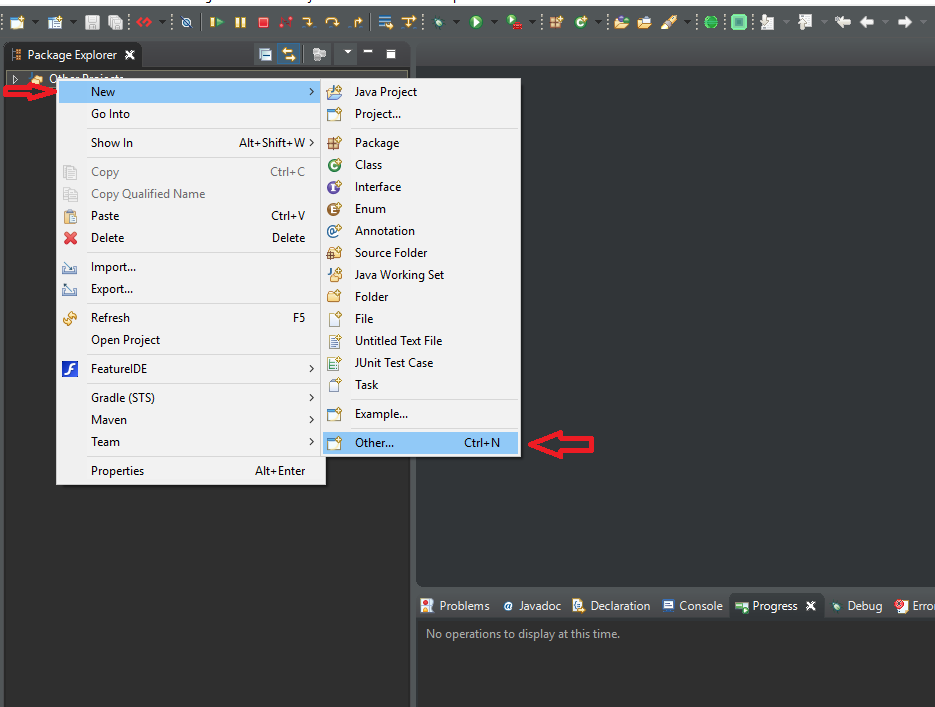 Package Explorer
Other Projects
New
Go Into
Show In Alt+Shift+W
Copy Ctrl+C
Copy Qualified Name
Paste Ctrl+V
Delete Delete
Import...
Export...
Refresh F5
Open Project
FeatureIDE
Gradle (STS)
Maven
Team
Properties Alt+Enter
Java Project
Project...
Package
Class
Interface
Enum
Annotation
Source Folder
Java Working Set
Folder
File
Untitled Text File
JUnit Test Case
Task
Example...
Other... Ctrl+N
Problems Javadoc Declaration Console Progress Debug Erro
No operations to display at this time.